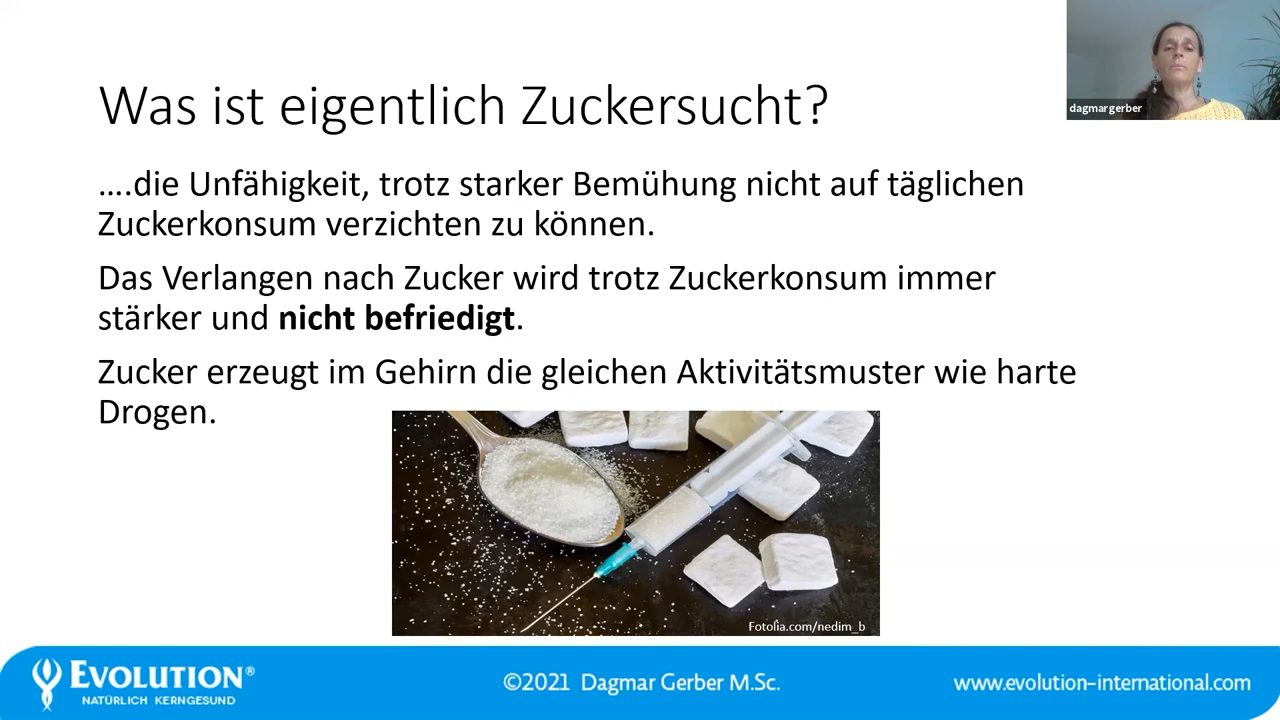 Was ist eigentlich Zuckersucht?
dagmargerber
….die Unfähigkeit, trotz starker Bemühung nicht auf täglichen
Zuckerkonsum verzichten zu können.
Das Verlangen nach Zucker wird trotz Zuckerkonsum immer
stärker und nicht befriedigt.
Zucker erzeugt im Gehirn die gleichen Aktivitätsmuster wie harte
Drogen.
Fotolia.com/nedim_b
EVOLUTION®
NATÜRLICH KERNGESUND
©2021 Dagmar Gerber M.Sc.
www.evolution-international.com